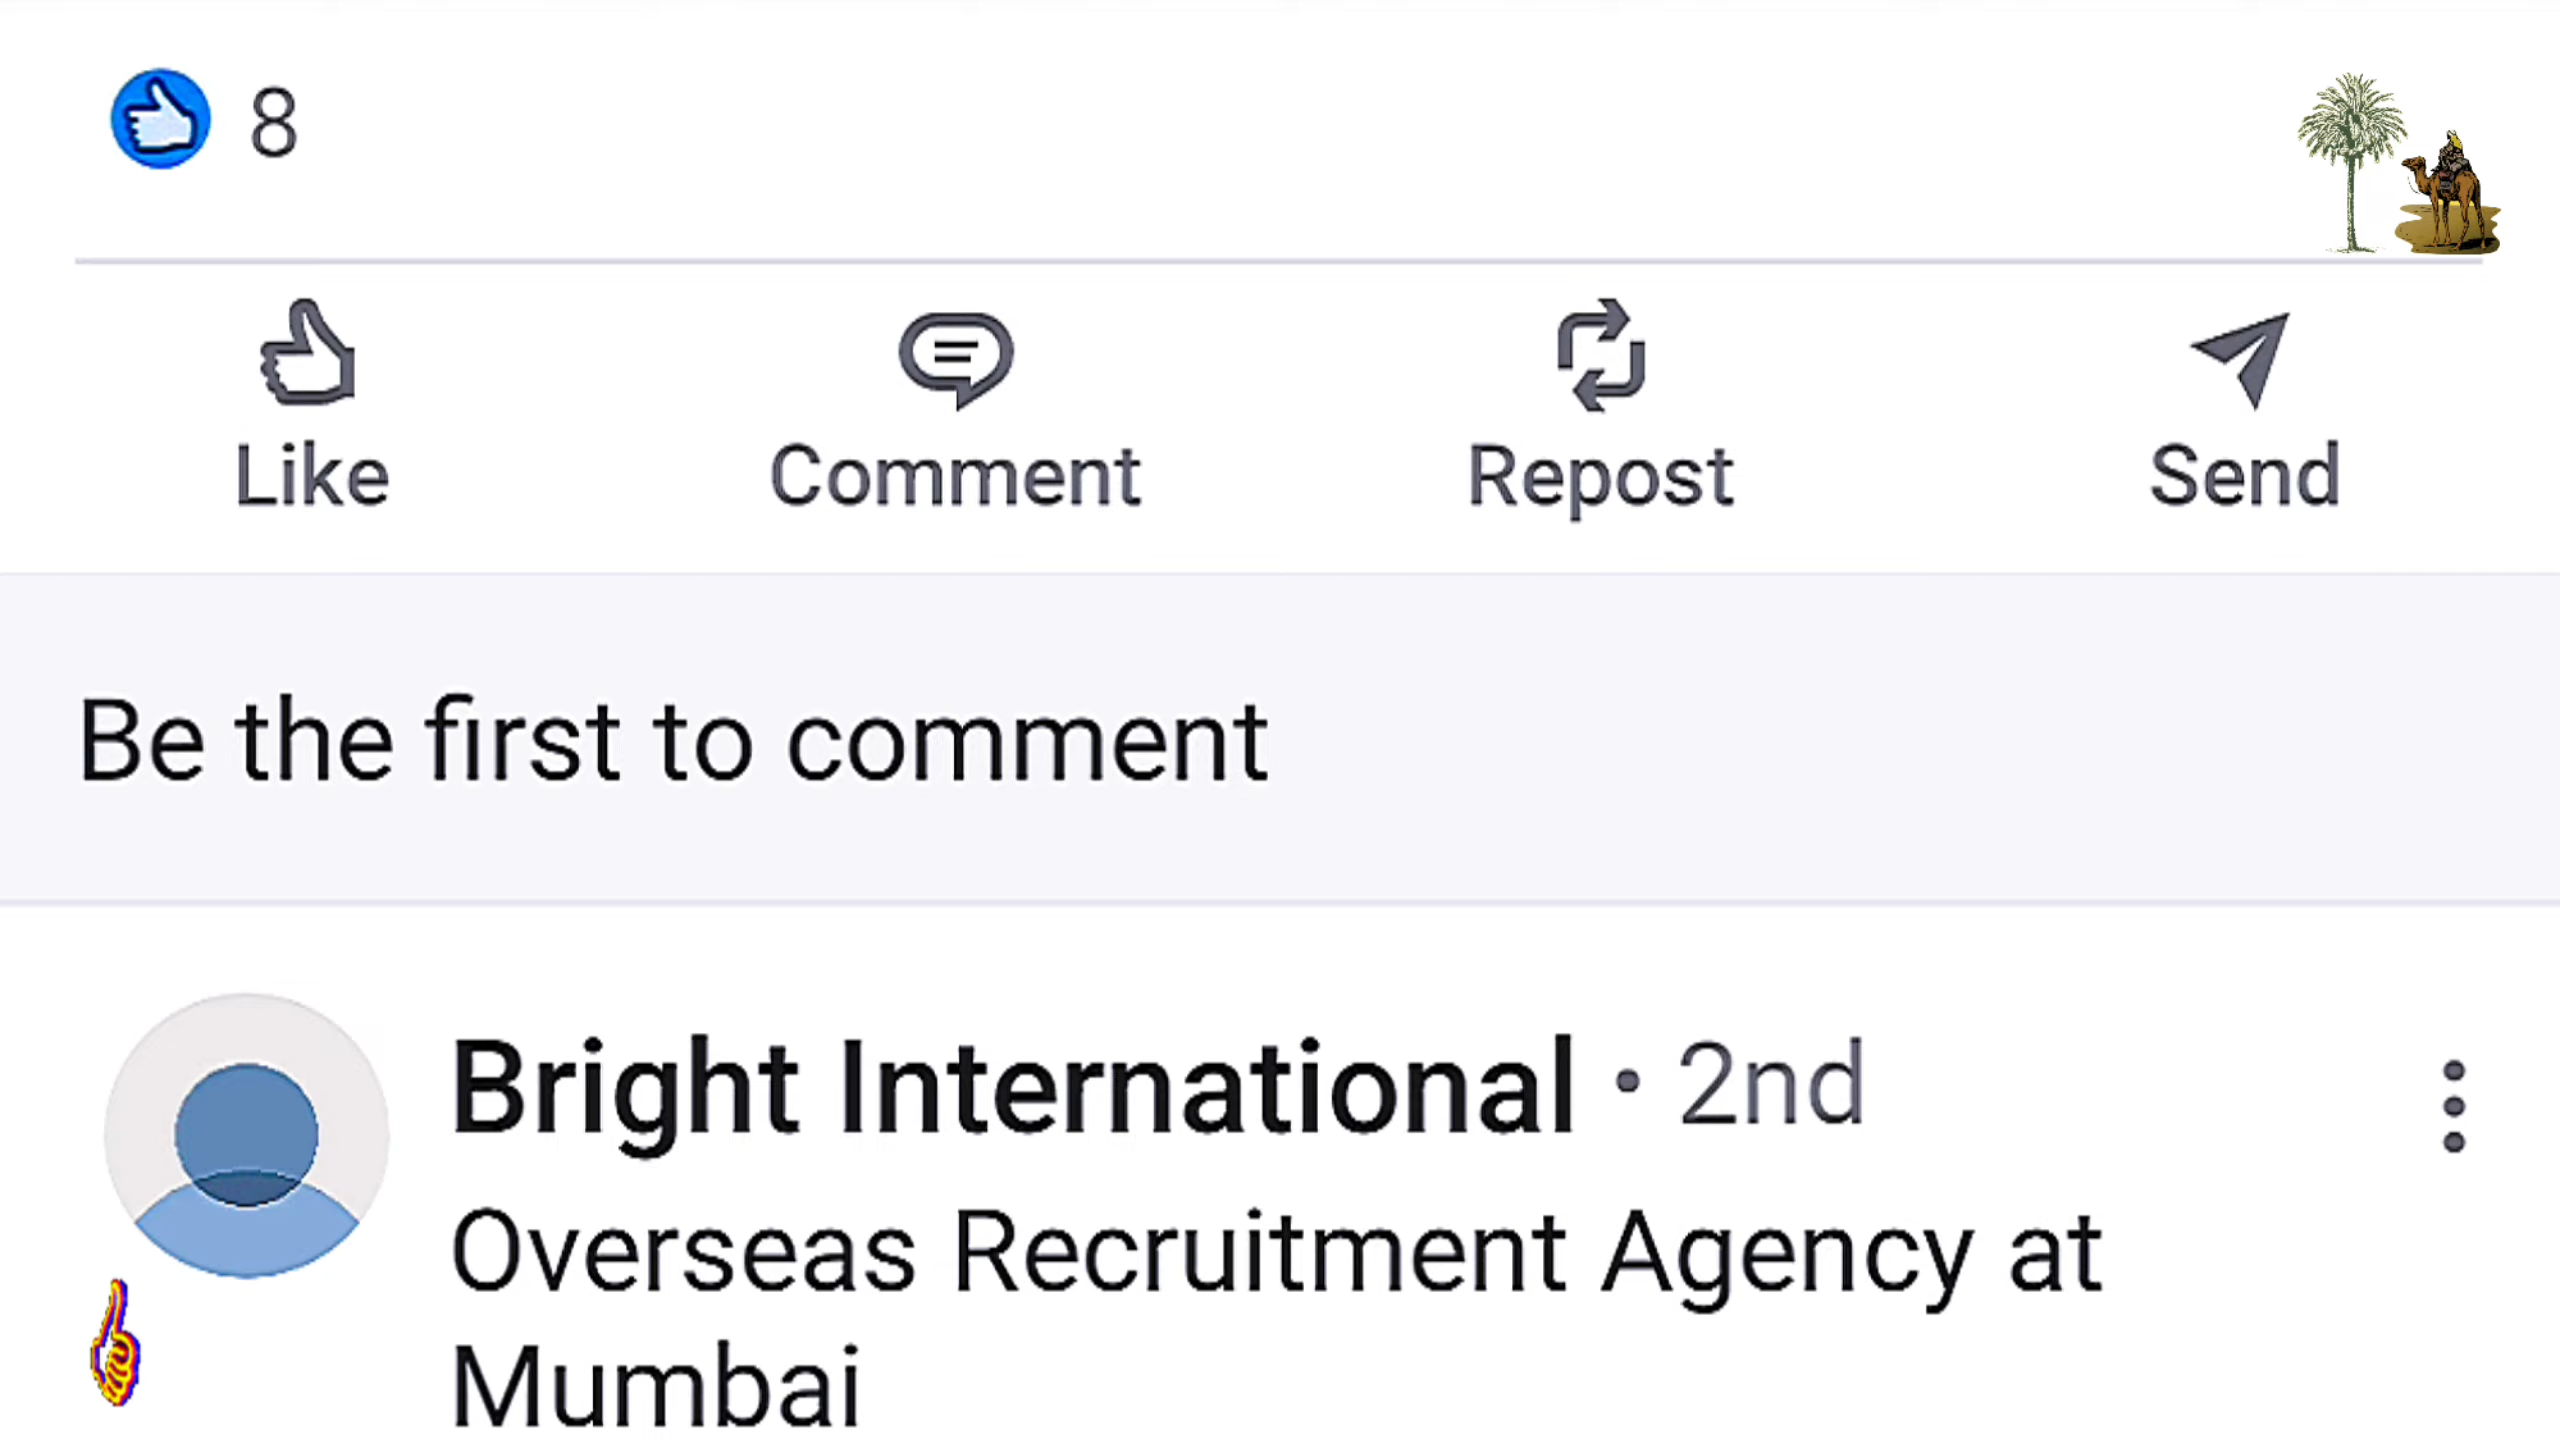 8
Like Comment Repost Send
Be the first to comment
Bright International • 2nd
Overseas Recruitment Agency at
Mumbai